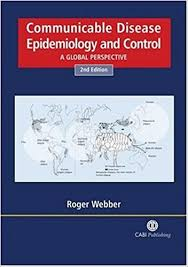 Communicable Disease
Epidemiology and Control
A GLOBAL PERSPECTIVE
2nd Edition
Roger Webber
CABI Publishing